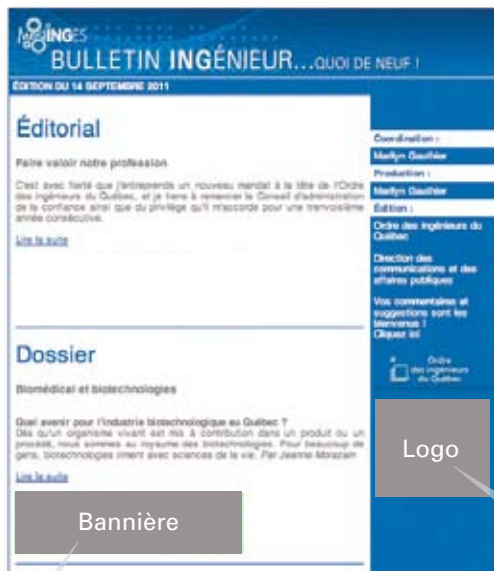 INGES
BULLETIN INGÉNIEUR...QUOI DE NEUF !
ÉDITION DU 14 SEPTEMBRE 2011
Éditorial
Faire valoir notre profession
C'est avec fierté que j'entreprends un nouveau mandat à la tête de l'Ordre
des ingénieurs du Québec, et je tiens à remercier le Conseil d'administration
de la confiance ainsi que du privilège qu'il m'accorde pour une
année consécutive.
Lire la suite
Dossier
Biomédical et biotechnologies
Quel avenir pour l'industrie biotechnologique au Québec ?
Dès qu'un organisme vivant est mis à contribution dans un produit ou un
procédé, nous sommes au royaume des biotechnologies. Pour beaucoup de
gens, biotechnologies riment avec sciences de la vie. Par Jeanne Morazain
Lire la suite
Bannière
Coordination :
Marilyn Gauthier
Production :
Marilyn Gauthier
Édition :
Ordre des ingénieurs du
Québec
Direction des
communications et des
affaires publiques
Vos commentaires et
suggestions sont les
bienvenus !
Cliquez ici
Ordre
des ingénieurs
du Québec
Logo